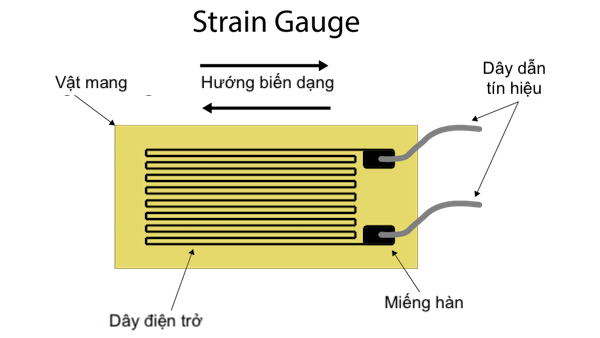 Strain Gauge
Vật mang
Hướng biến dạng
Dây dẫn
tín hiệu
Miếng hàn
Dây điện trở